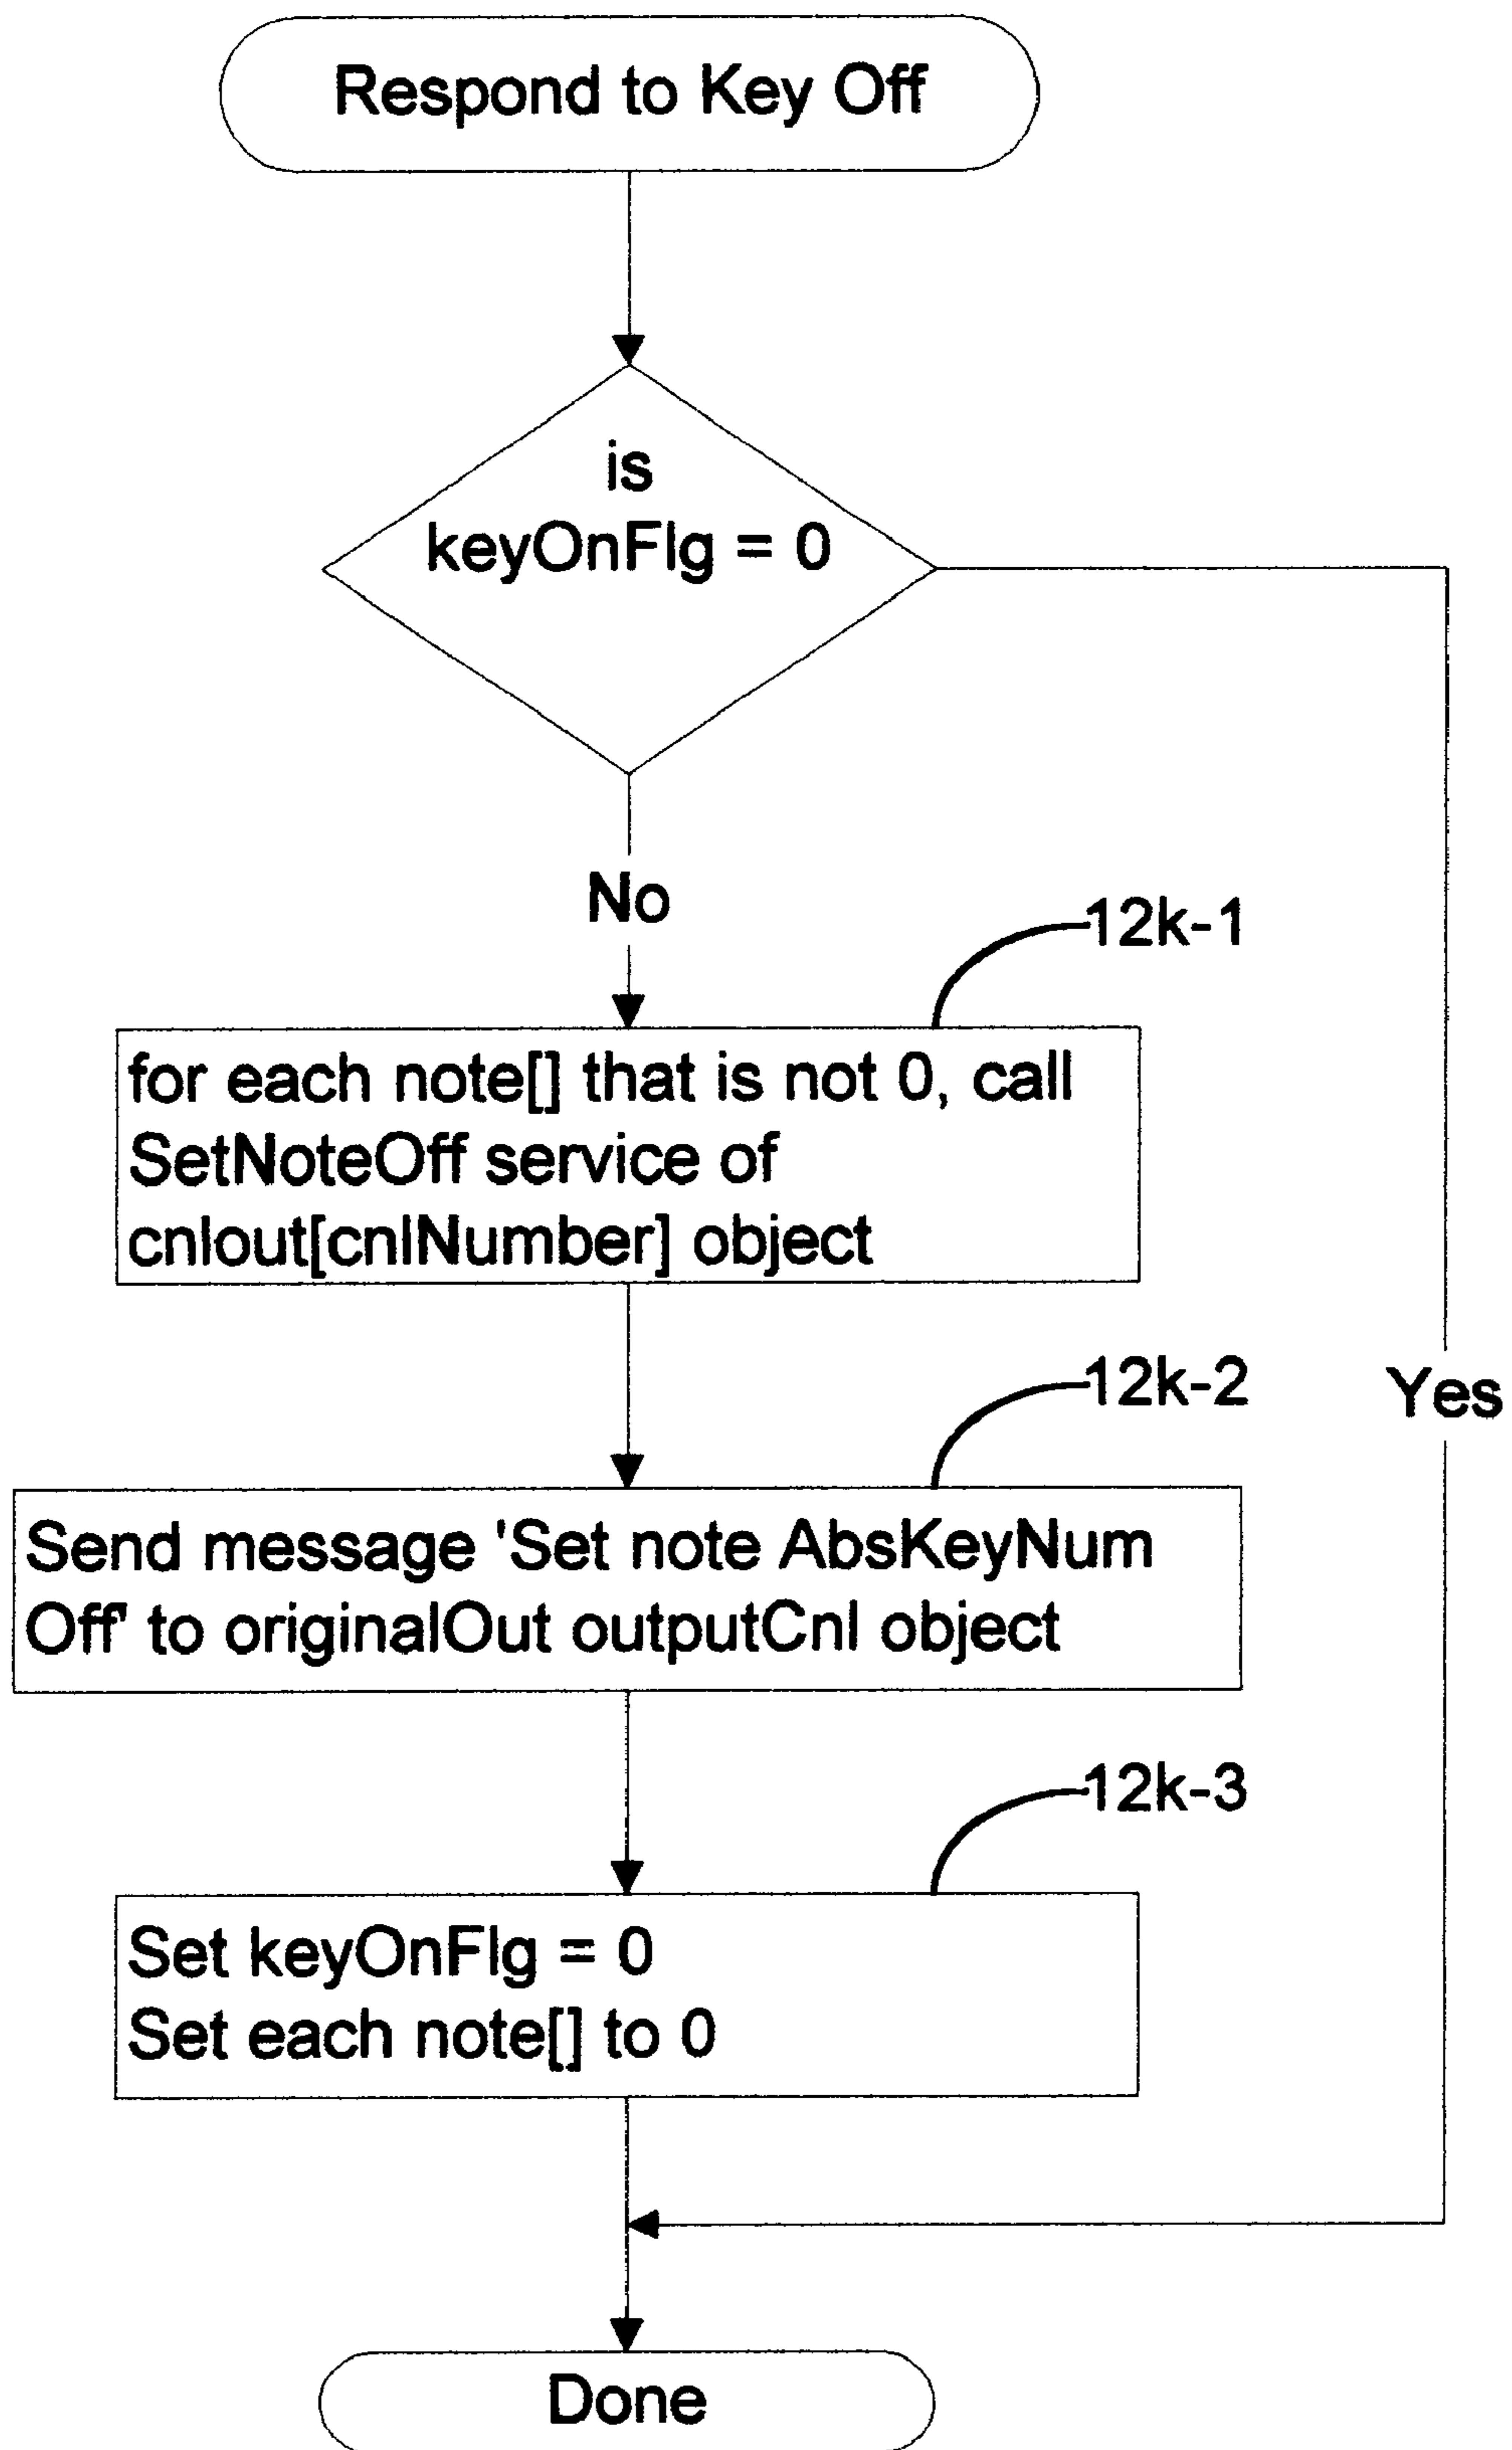 Respond to Key Off
is
keyOnFlg = 0
No
12k-1
for each note[] that is not 0, call
SetNoteOff service of
cnlout[cnlNumber] object
12k-2
Yes
Send message 'Set note AbsKeyNum
Off' to originalOut outputCnl object
12k-3
Set keyOnFlg = 0
Set each note[] to 0
Done